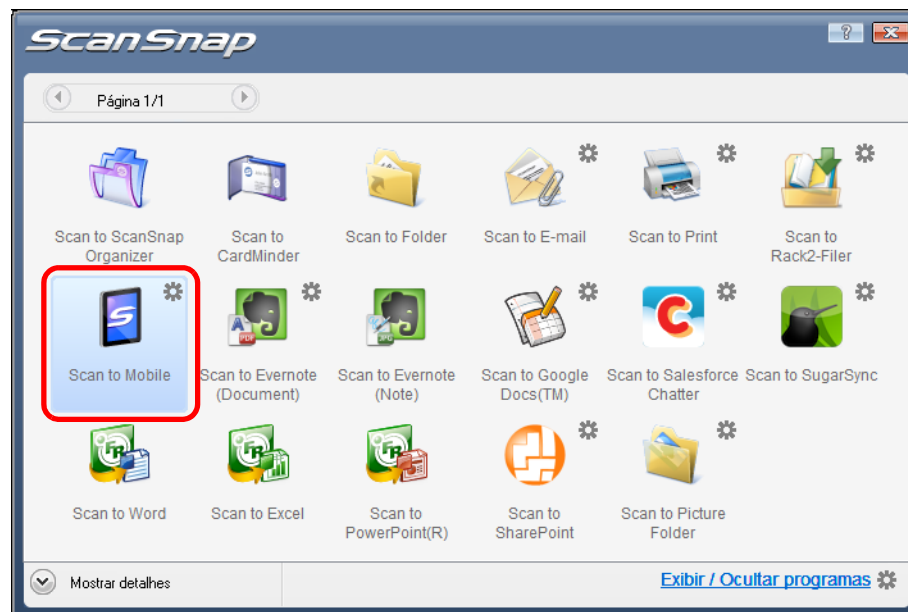 ScanSnap
?
Página 1/1
Scan to ScanSnap
Organizer
Scan to
CardMinder
Scan to Folder
Scan to E-mail
Scan to Print
Scan to
Rack2-Filer
Scan to Mobile
Scan to Evernote
(Document)
Scan to Evernote
(Note)
Scan to Google
Docs(TM)
Scan to Salesforce
Chatter
Scan to SugarSync
Scan to Word
Scan to Excel
Scan to
PowerPoint(R)
Scan to
SharePoint
Scan to Picture
Folder
Mostrar detalhes
Exibir / Ocultar programas